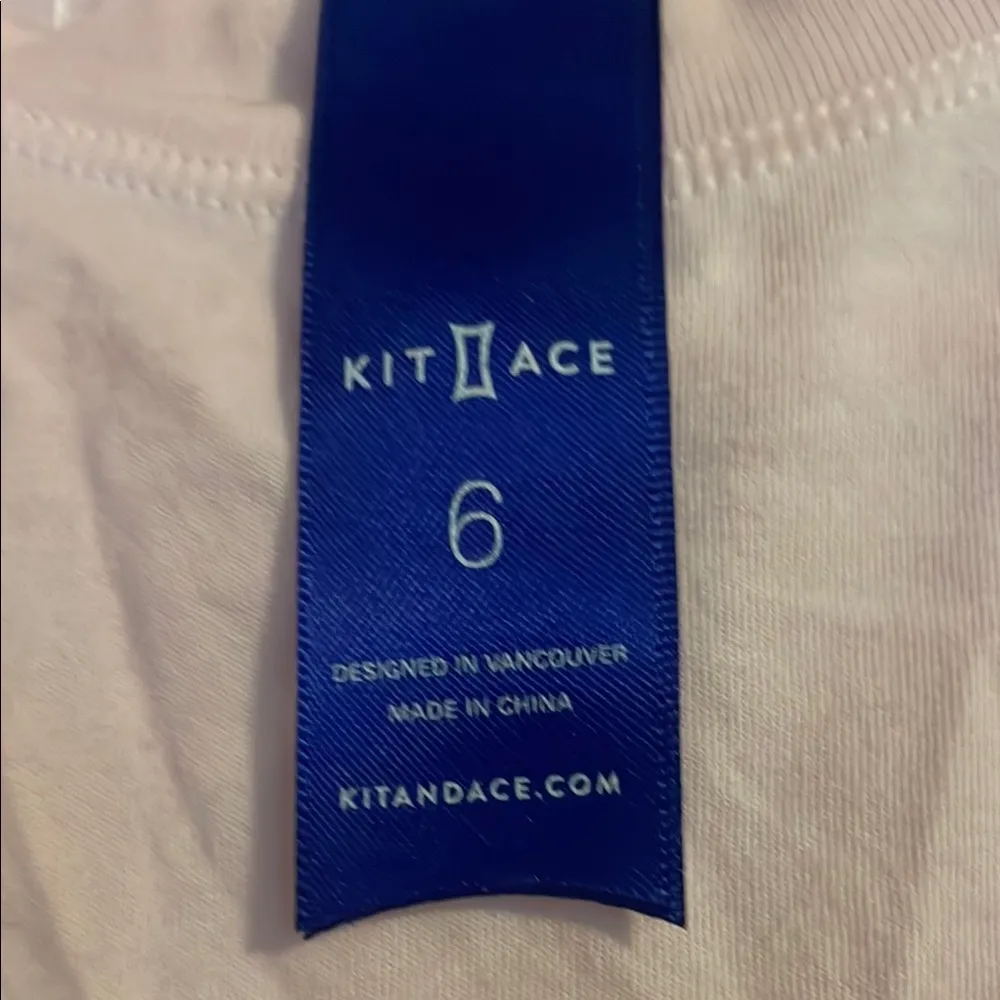 KIT ACE
6
DESIGNED IN VANCOUVER
MADE IN CHINA
KITANDACE.COM